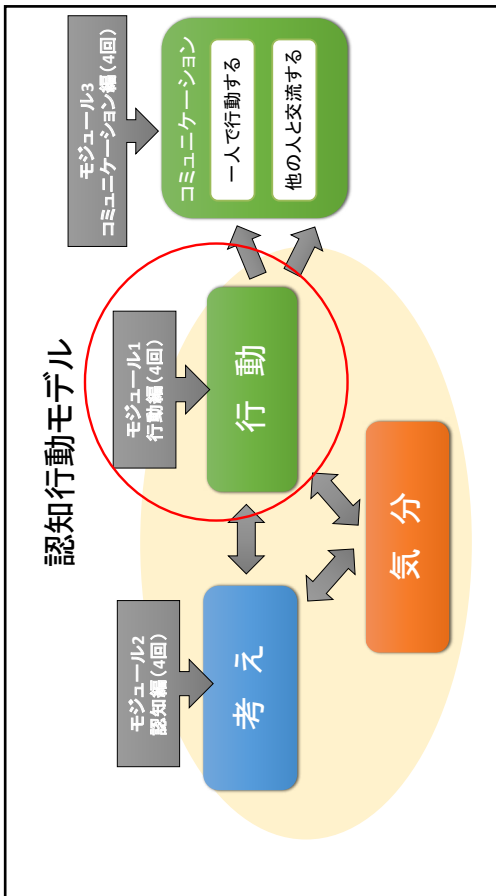 認知行動モデル
モジュール2
認知編(4回)
モジュール1
行動編(4回)
モジュール3
コミュニケーション編(4回)
考え
行動
気分
コミュニケーション
一人で行動する
他の人と交流する